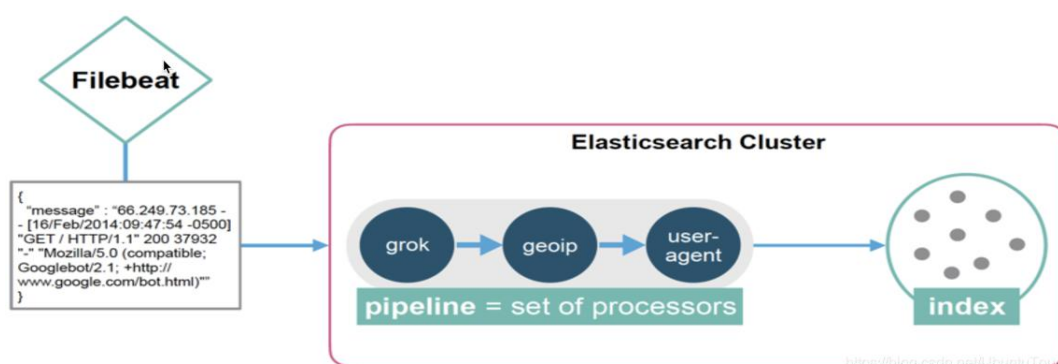 Filebeat
Elasticsearch Cluster
{
"message" : "66.249.73.185 -
- [16/Feb/2014:09:47:54 -0500]
"GET / HTTP/1.1" 200 37932
"-" "Mozilla/5.0 (compatible;
Googlebot/2.1; +http://
www.google.com/bot.html)""
}
grok
geoip
user-
agent
pipeline = set of processors
index